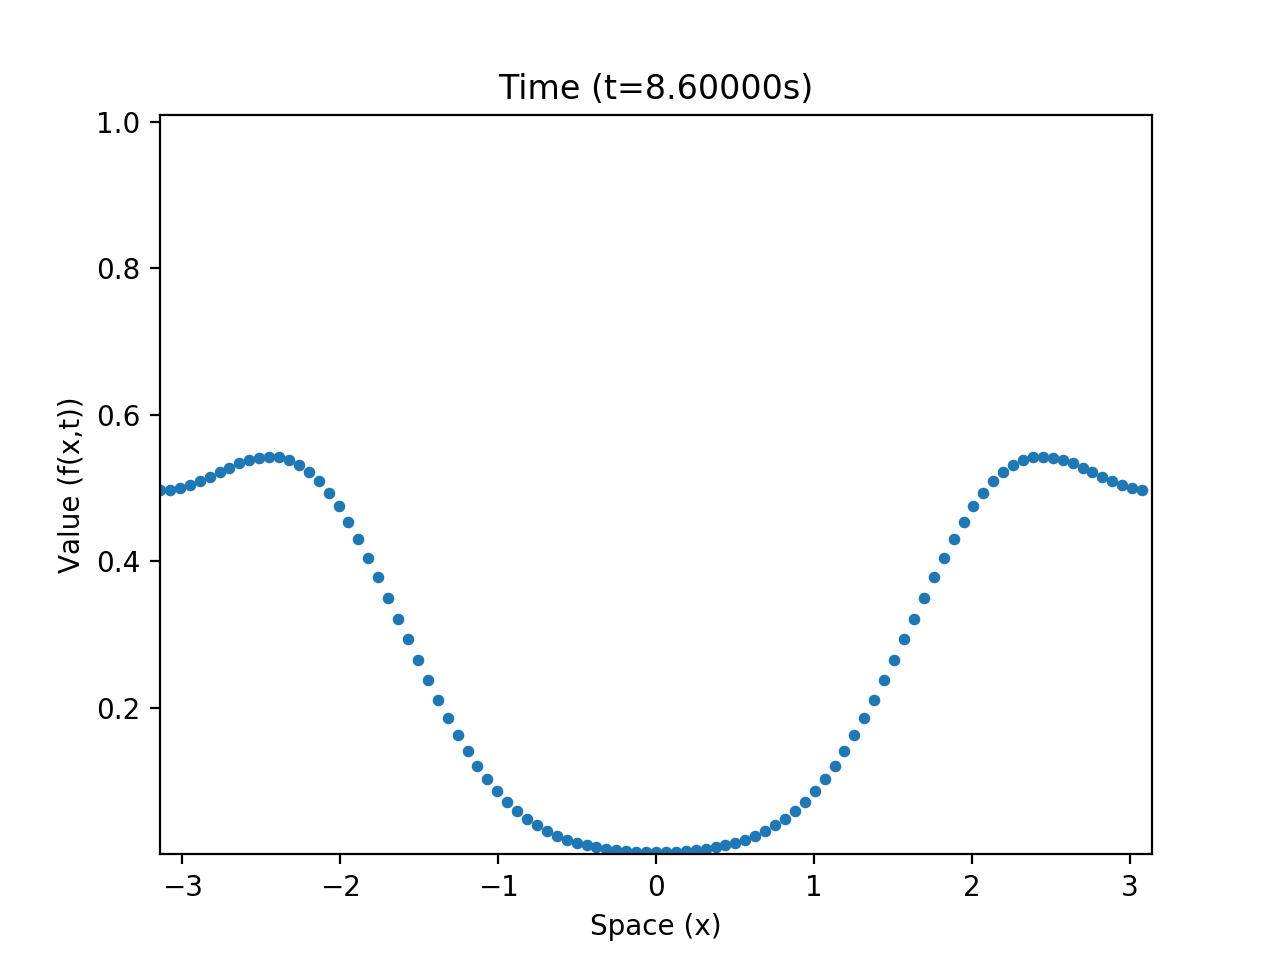 Time (t=8.60000s)
1.0
0.8
0.6
0.4
0.2
Value (f(x,t))
−3 −2 −1 0 1 2 3
Space (x)